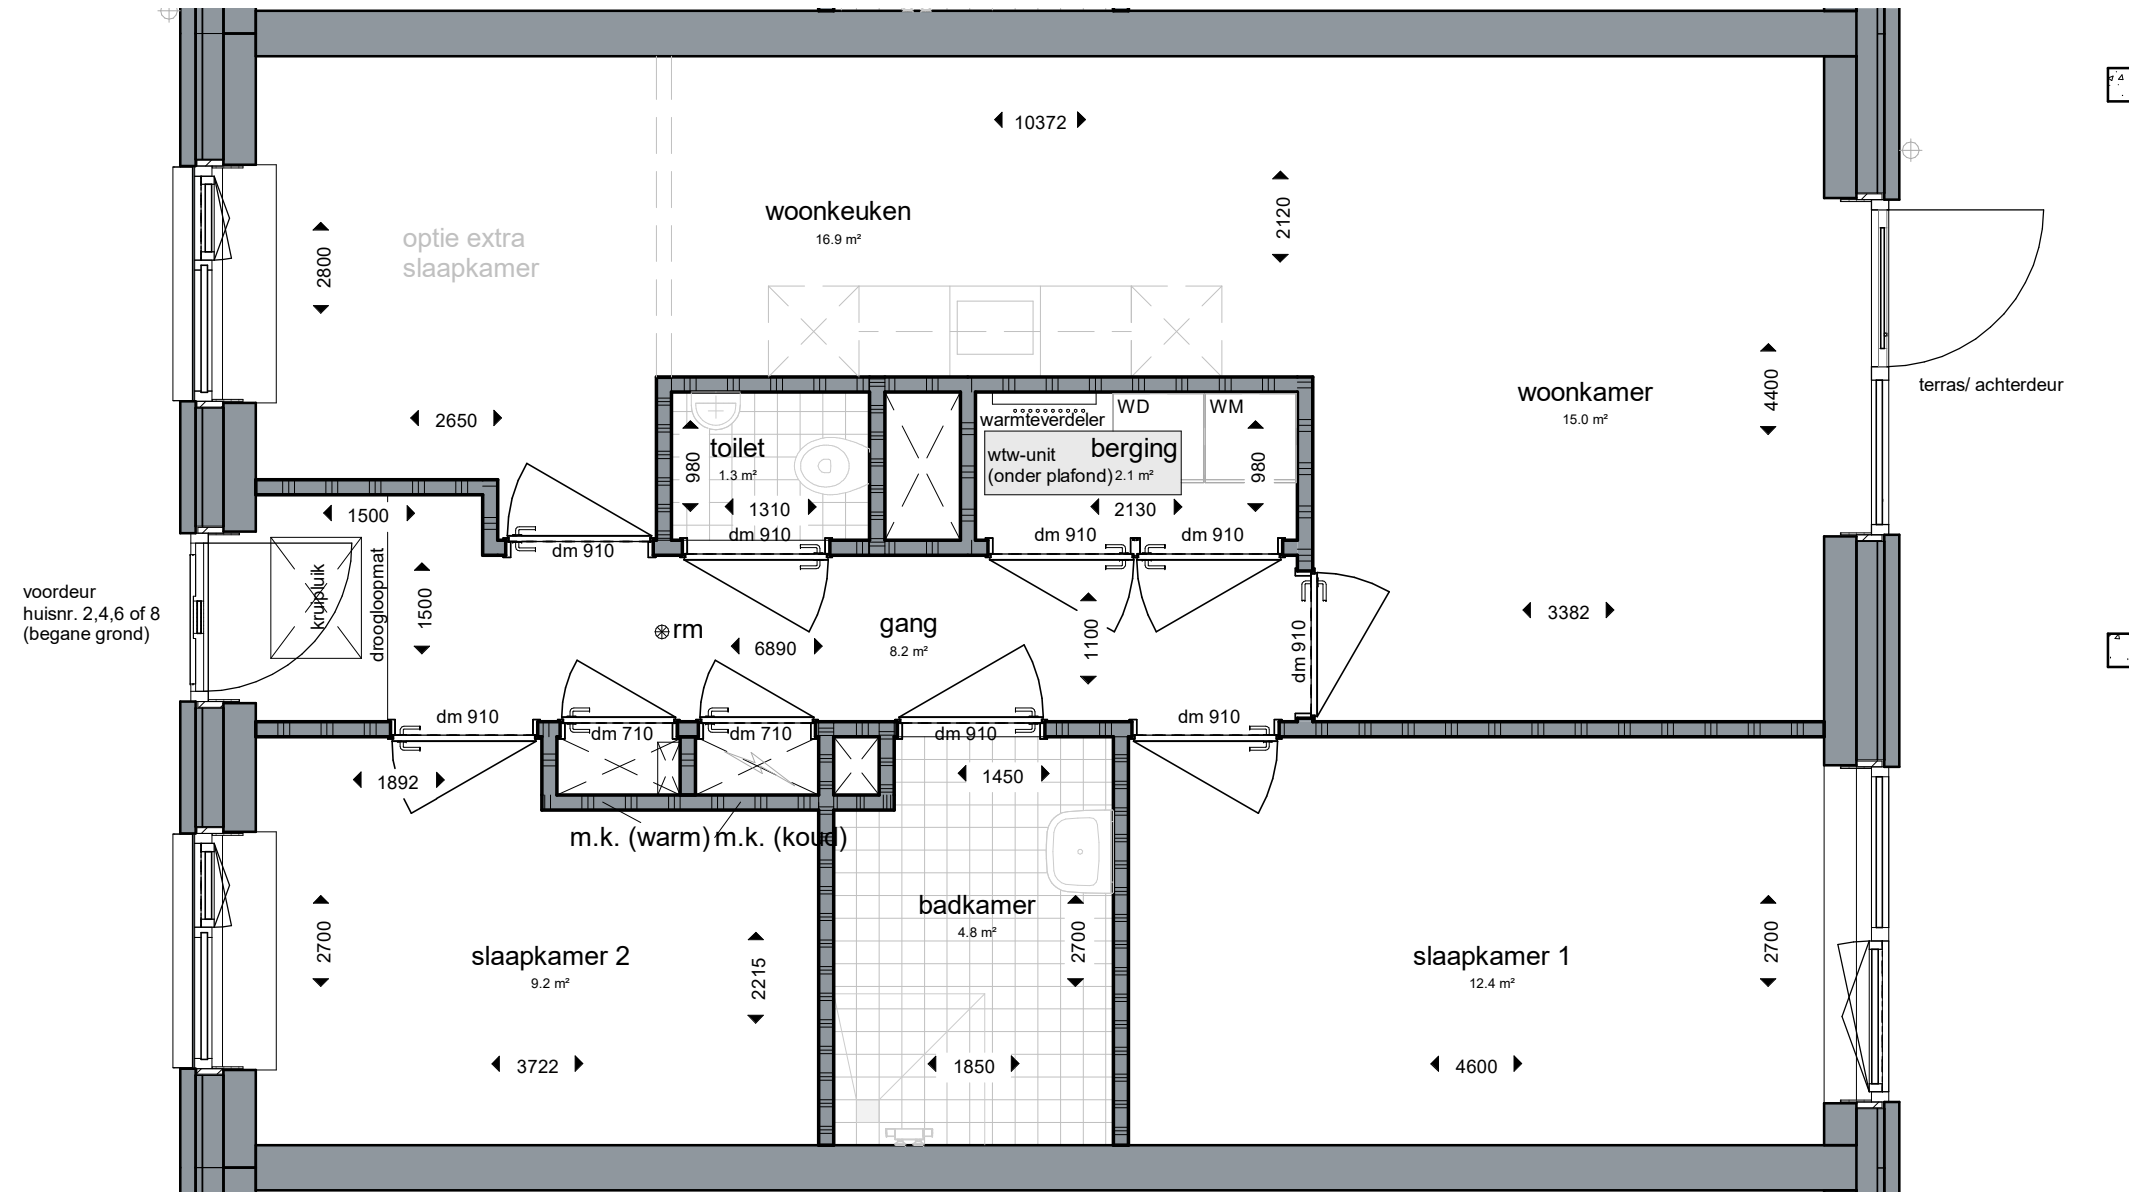 10372
woonkeuken
16.9 m²
2120
optie extra
slaapkamer
2800
2650
woonkamer
15.0 m²
4400
terras/ achterdeur
toilet
1.3 m²
980
1310
dm 910
warmteverdeler
WD
WM
wtw-unit
(onder plafond)
berging
2.1 m²
980
2130
dm 910
dm 910
1500
dm 910
voordeur
huisnr. 2,4,6 of 8
(begane grond)
kruipluik
droogloopmat
1500
rm
6890
gang
8.2 m²
1100
dm 910
3382
dm 910
dm 710
dm 710
dm 910
dm 910
1892
1450
m.k. (warm)
m.k. (koud)
badkamer
4.8 m²
2700
slaapkamer 2
9.2 m²
2700
2215
slaapkamer 1
12.4 m²
2700
3722
1850
4600